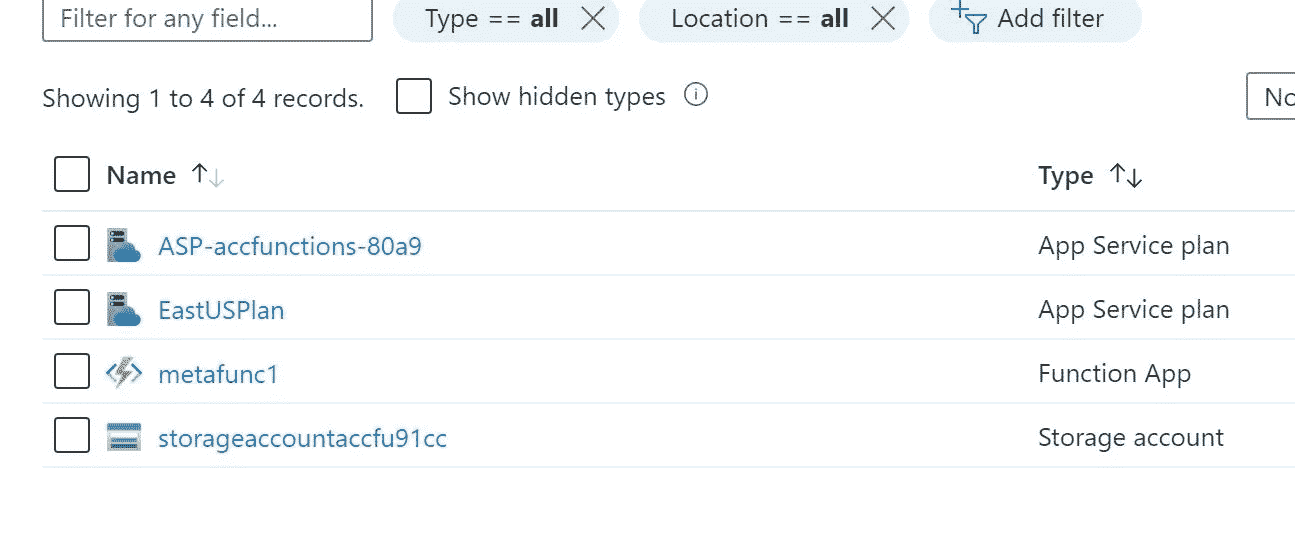 Filter for any field...
Type == all
Location == all
Add filter
Showing 1 to 4 of 4 records.
Show hidden types
Name
Type
ASP-accfunctions-80a9
App Service plan
EastUSPlan
App Service plan
metafunc1
Function App
storageaccountaccfu91cc
Storage account